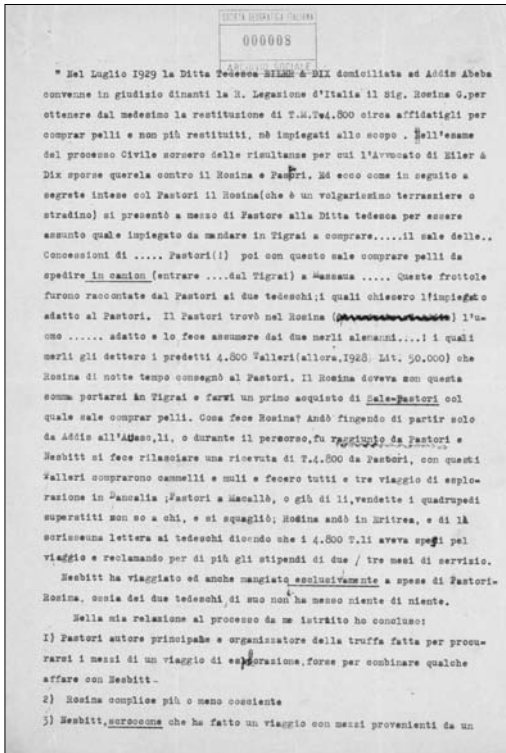 SOCIETÀ GEOGRAFICA ITALIANA
000008
ARCHIVIO SOCIALE
" Nel Luglio 1929 la Ditta Tedesca EILER & DIX domiciliata ad Addis Abeba
convenne in giudizio dinanti la R. Legazione d'Italia il Sig. Rosina G.per
ottenere dal medesimo la restituzione di T.M.T.4.800 circa affidatigli per
comprar pelli e non più restituiti, nè impiegati allo scopo . Nell'esame
del processo Civile sorsero delle risultanze per cui l'Avvocato di Eiler &
Dix sporse querela contro il Rosina e Pastori. Ed ecco come in seguito a
segrete intese col Pastori il Rosina(che è un volgarissimo terrazziere o
stradino) si presentò a mezzo di Pastore alla Ditta tedesca per essere
assunto quale impiegato da mandare in Tigrai a comprare.....il sale delle..
Concessioni di ..... Pastori(!) poi con questo sale comprare pelli da
spedire in camion (entrare ....dal Tigrai) a Massaua ..... Queste frottole
furono raccontate dal Pastori ai due tedeschi;i quali chiesero l'impiegato
adatto al Pastori. Il Pastori trovò nel Rosina ( ) l'u-
omo ...... adatto e lo fece assumere dai due merli alemanni....! i quali
merli gli dettero i predetti 4.800 Talleri(allora,1928 Lit. 50.000) che
Rosina di notte tempo consegnò al Pastori. Il Rosina doveva con questa
somma portarsi in Tigrai e farvi un primo acquisto di Sale-Pastori col
quale sale comprar pelli. Cosa fece Rosina? Andò fingendo di partir solo
da Addis all'Auasc,li, o durante il percorso,fu raggiunto da Pastori e
Nesbitt si fece rilasciare una ricevuta di T.4.800 da Pastori, con questi
Talleri comprarono cammelli e muli e fecero tutti e tre viaggio di esplo-
razione in Dancalia ;Pastori a Macallè, o giù di li,vendette i quadrupedi
superstiti non so a chi, e si squagliò; Rosina andò in Eritrea, e di là
scrisseuna lettera ai tedeschi dicendo che i 4.800 T.li aveva spesi pel
viaggio e reclamando per di più gli stipendi di due / tre mesi di servizio.
Nesbitt ha viaggiato ed anche mangiato esclusivamente a spese di Pastori-
Rosina, ossia dei due tedeschi di suo non ha messo niente di niente.
Nella mia relazione al processo da me istruito ho concluso:
I) Pastori autore principale e organizzatore della truffa fatta per procu-
rarsi i mezzi di un viaggio di esplorazione,forse per combinare qualche
affare con Nesbitt-
2) Rosina complice più o meno cosciente
3) Nesbitt,scroccone che ha fatto un viaggio con mezzi provenienti da un